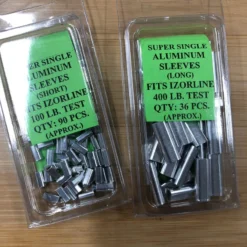 SUPER SINGLE
ALUMINUM
SLEEVES
(SHORT)
FITS IZORLINE
100 LB. TEST
QTY: 90 PCS.
(APPROX.)
SUPER SINGLE
ALUMINUM
SLEEVES
(LONG)
FITS IZORLINE
400 LB. TEST
QTY: 36 PCS.
(APPROX.)